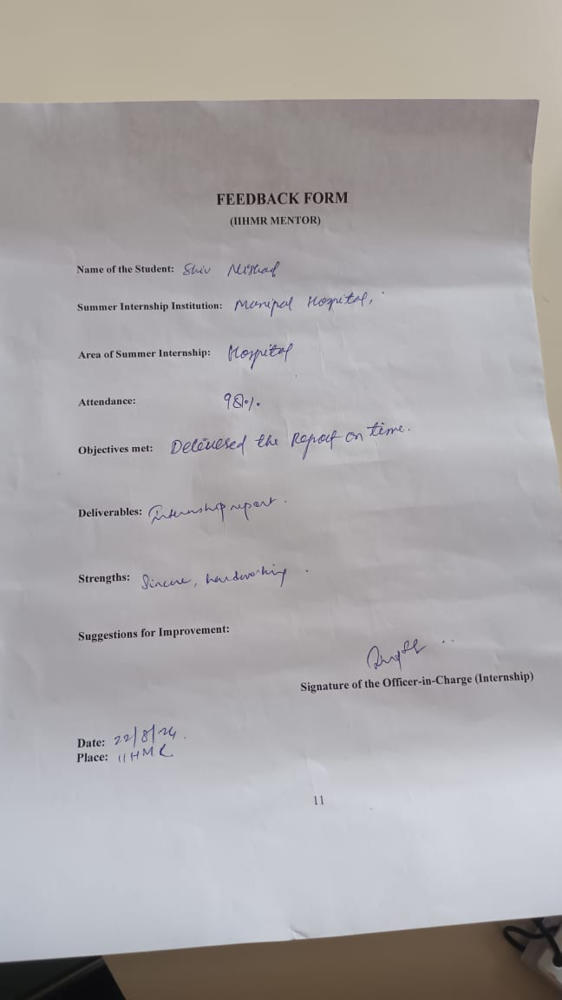 FEEDBACK FORM
(IIHMR MENTOR)
Name of the Student: Shiv Nishad
Summer Internship Institution: Manipal Hospital,
Area of Summer Internship: Hospital
Attendance: 98%.
Objectives met: Delivered the Report on time.
Deliverables: Internship report.
Strengths: Sincere, hardworking.
Suggestions for Improvement:
Signature of the Officer-in-Charge (Internship)
Date: 22/8/24.
Place: IIHMR
11